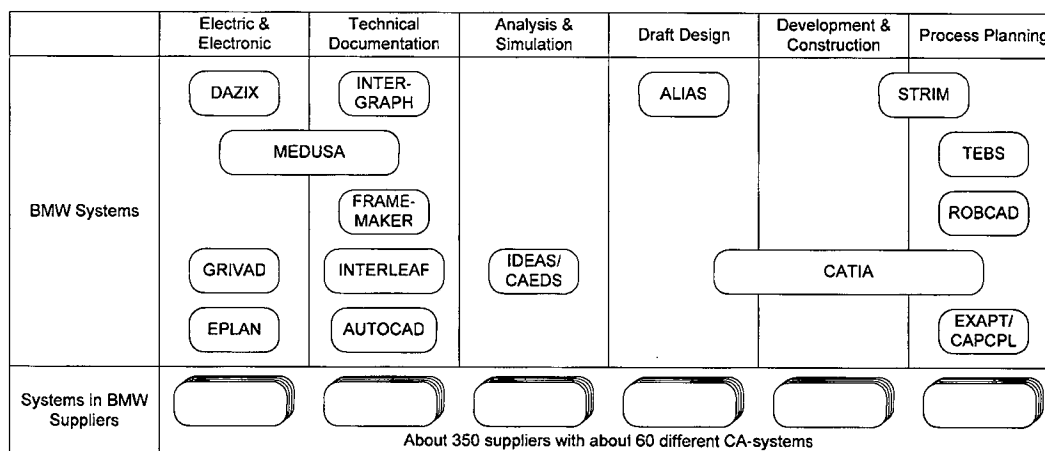 Electric &
Electronic
Technical
Documentation
Analysis &
Simulation
Draft Design
Development &
Construction
Process Planning
DAZIX
INTER-
GRAPH
ALIAS
STRIM
MEDUSA
TEBS
BMW Systems
FRAME-
MAKER
ROBCAD
GRIVAD
INTERLEAF
IDEAS/
CAEDS
CATIA
EPLAN
AUTOCAD
EXAPT/
CAPCPL
Systems in BMW
Suppliers
About 350 suppliers with about 60 different CA-systems